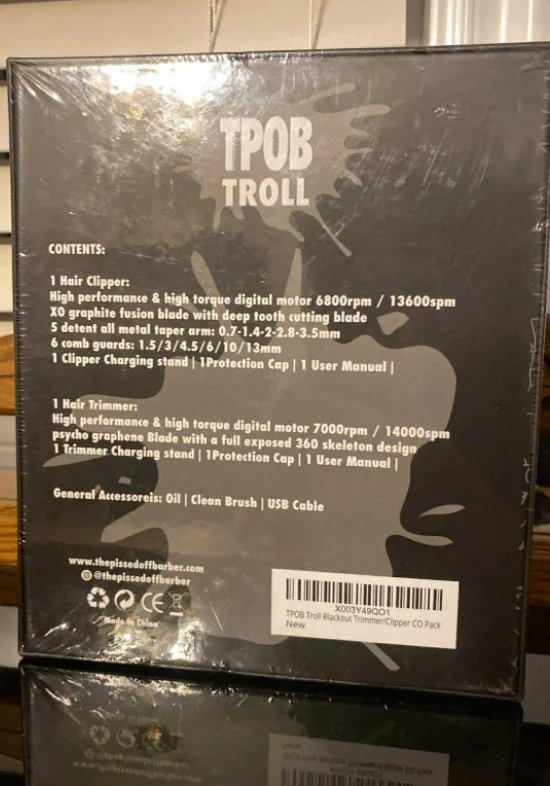 TPOB
TROLL
CONTENTS:
1 Hair Clipper:
High performance & high torque digital motor 6800rpm / 13600spm
XO graphite fusion blade with deep tooth cutting blade
5 detent all metal taper arm: 0.7-1.4-2-2.8-3.5mm
6 comb guards: 1.5/3/4.5/6/10/13mm
1 Clipper Charging stand | 1Protection Cap | 1 User Manual |
1 Hair Trimmer:
High performance & high torque digital motor 7000rpm / 14000spm
psycho graphene Blade with a full exposed 360 skeleton design
1 Trimmer Charging stand | 1Protection Cap | 1 User Manual |
General Accessoreis: Oil | Clean Brush | USB Cable
www.thepissedoffbarber.com
@thepissedoffbarber
CE
Made in China
X003Y49QO1
TPOB Troll Blackout Trimmer/Clipper CO Pack
New